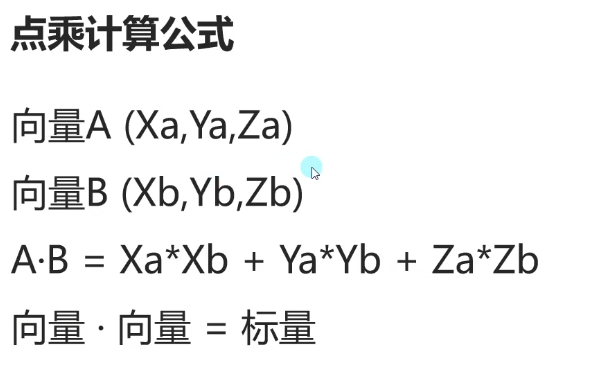 点乘计算公式
向量A (Xa,Ya,Za)
向量B (Xb,Yb,Zb)
A·B = Xa*Xb + Ya*Yb + Za*Zb
向量 · 向量 = 标量